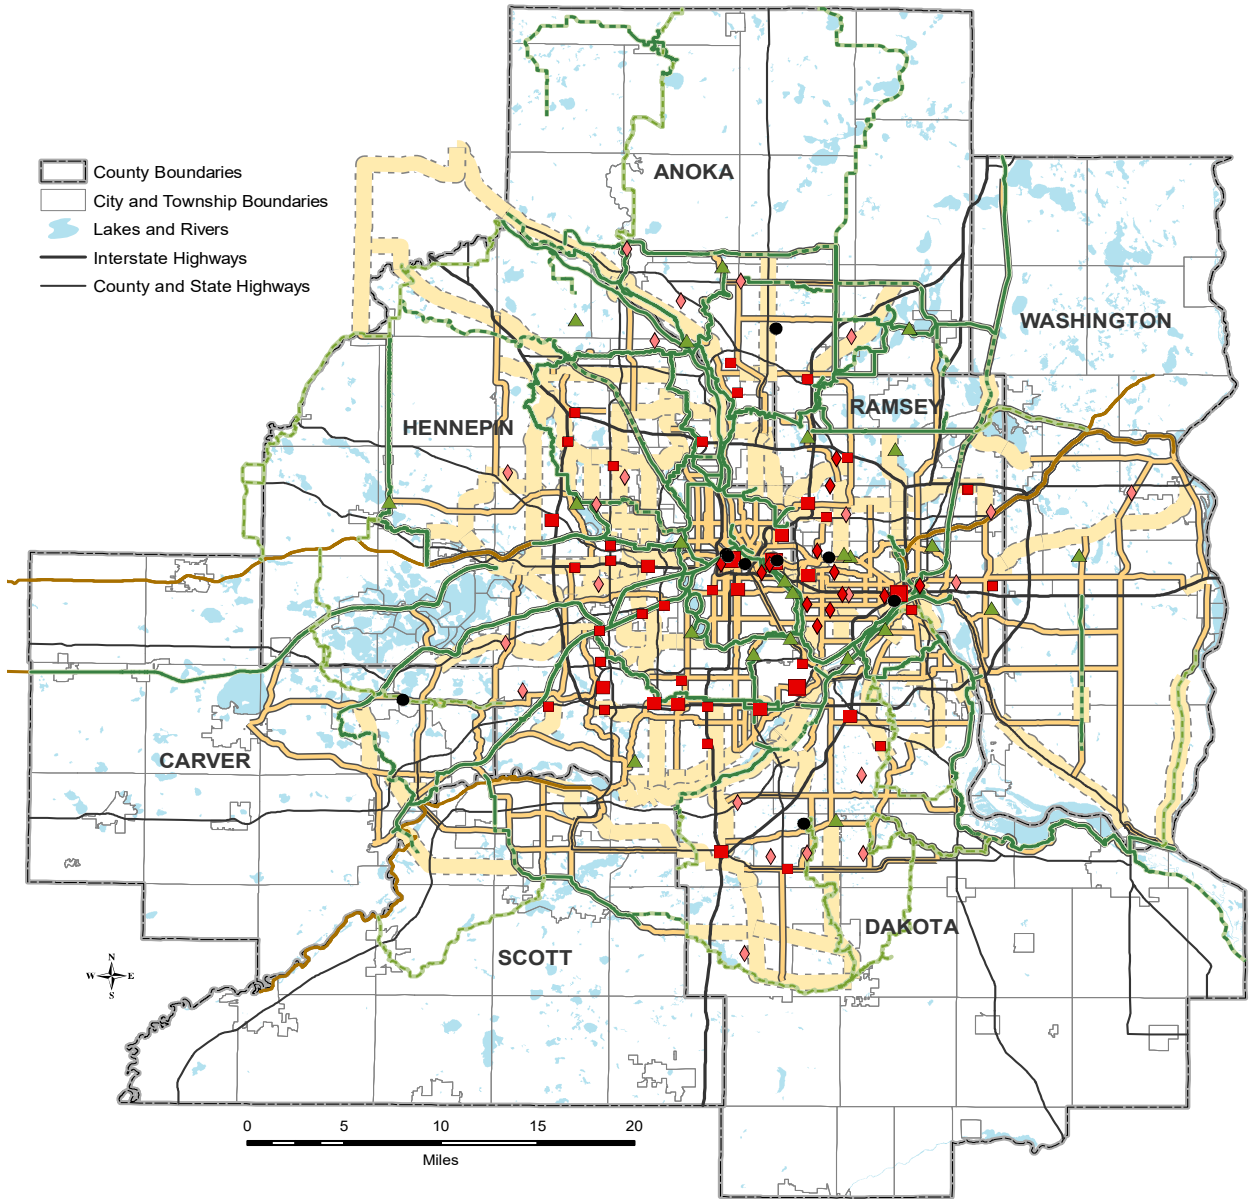 ANOKA
County Boundaries
City and Township Boundaries
Lakes and Rivers
Interstate Highways
County and State Highways
WASHINGTON
RAMSEY
HENNEPIN
CARVER
DAKOTA
SCOTT
N
W E
S
0 5 10 15 20
Miles